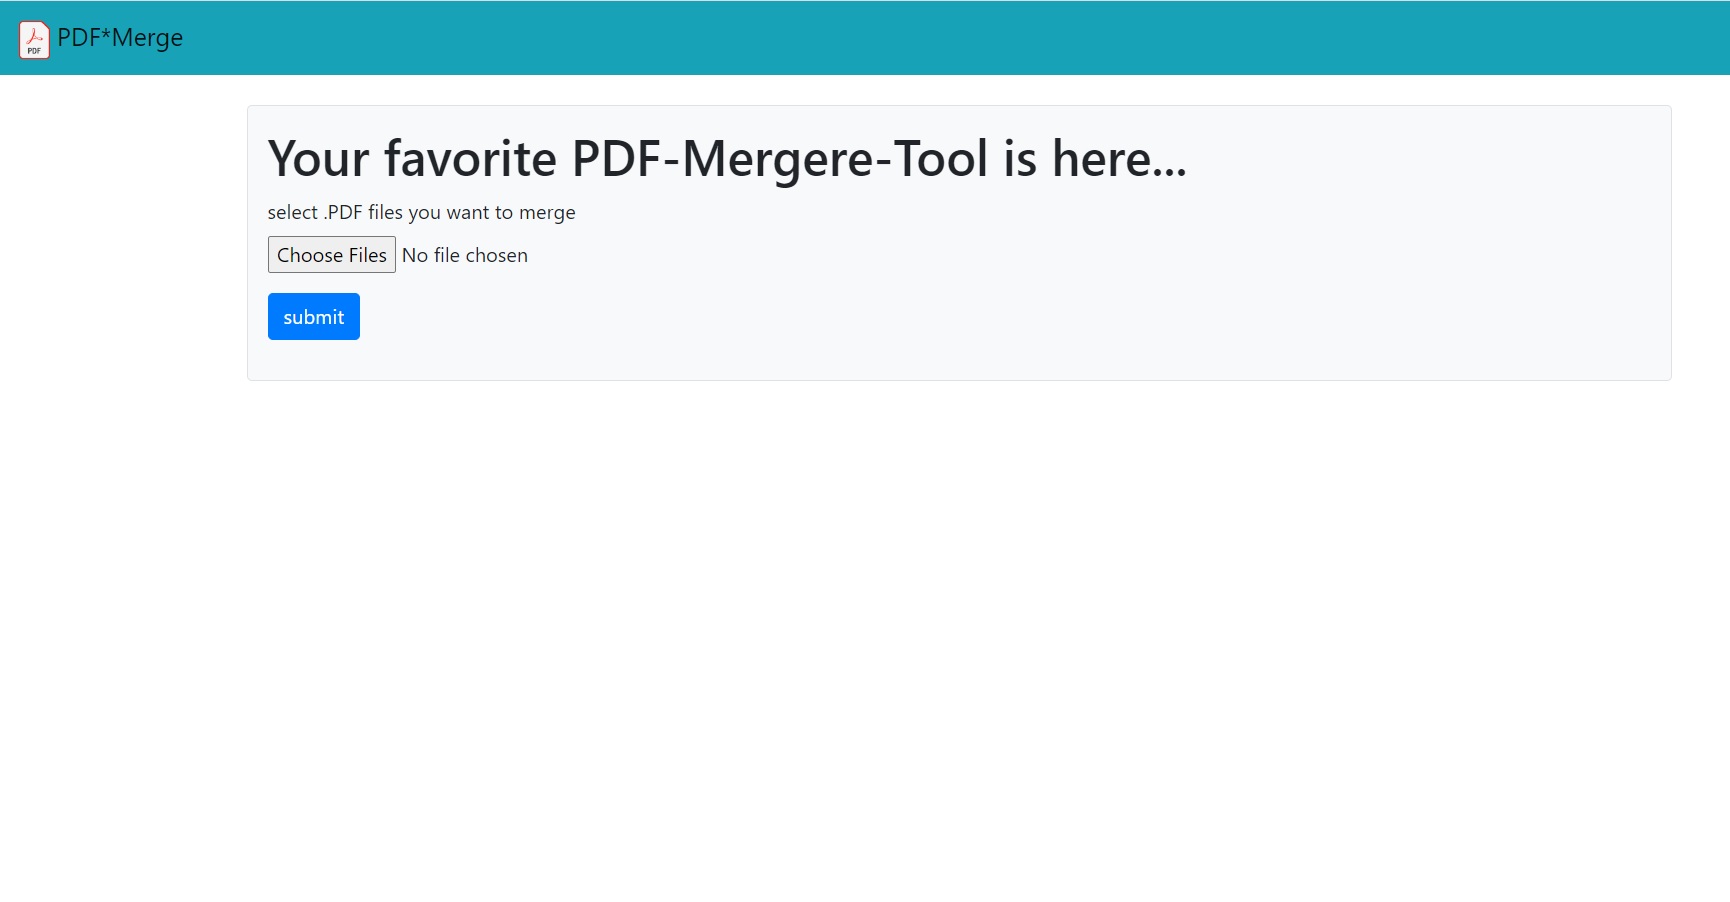 PDF PDF*Merge
Your favorite PDF-Mergere-Tool is here...
select .PDF files you want to merge
Choose Files No file chosen
submit